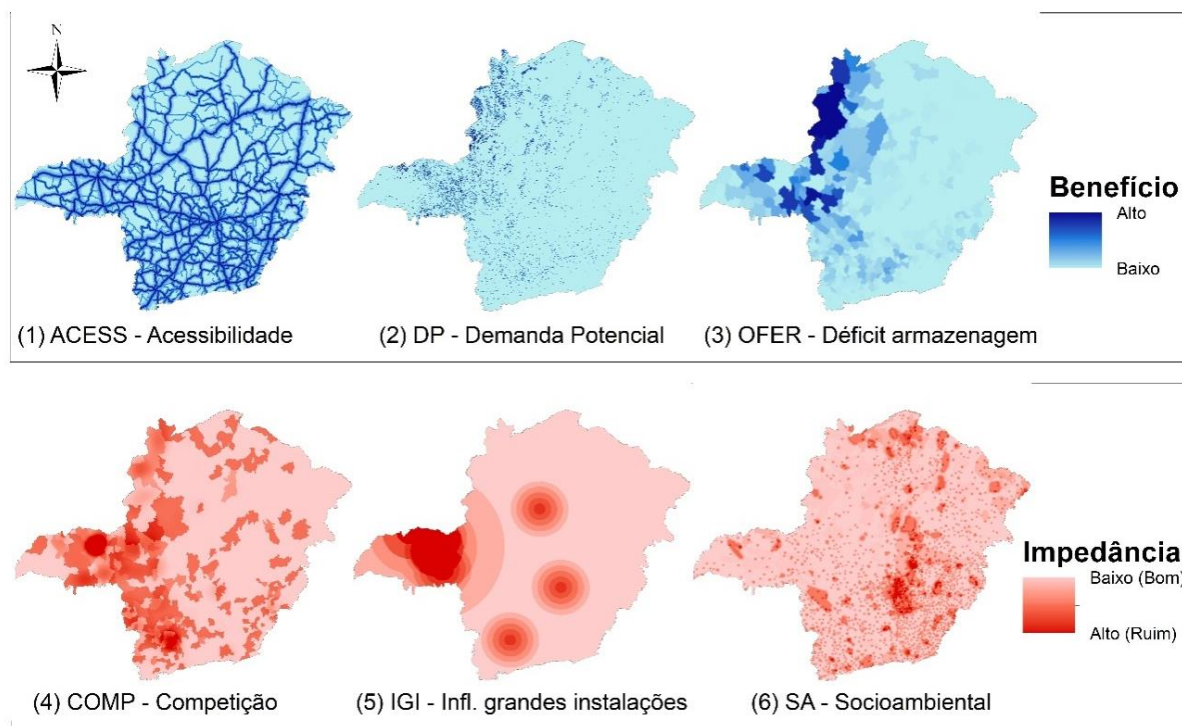 N
(1) ACESS - Acessibilidade
(2) DP - Demanda Potencial
(3) OFER - Déficit armazenagem
Benefício
Alto
Baixo
(4) COMP - Competição
(5) IGI - Infl. grandes instalações
(6) SA - Socioambiental
Impedância
Baixo (Bom)
Alto (Ruim)